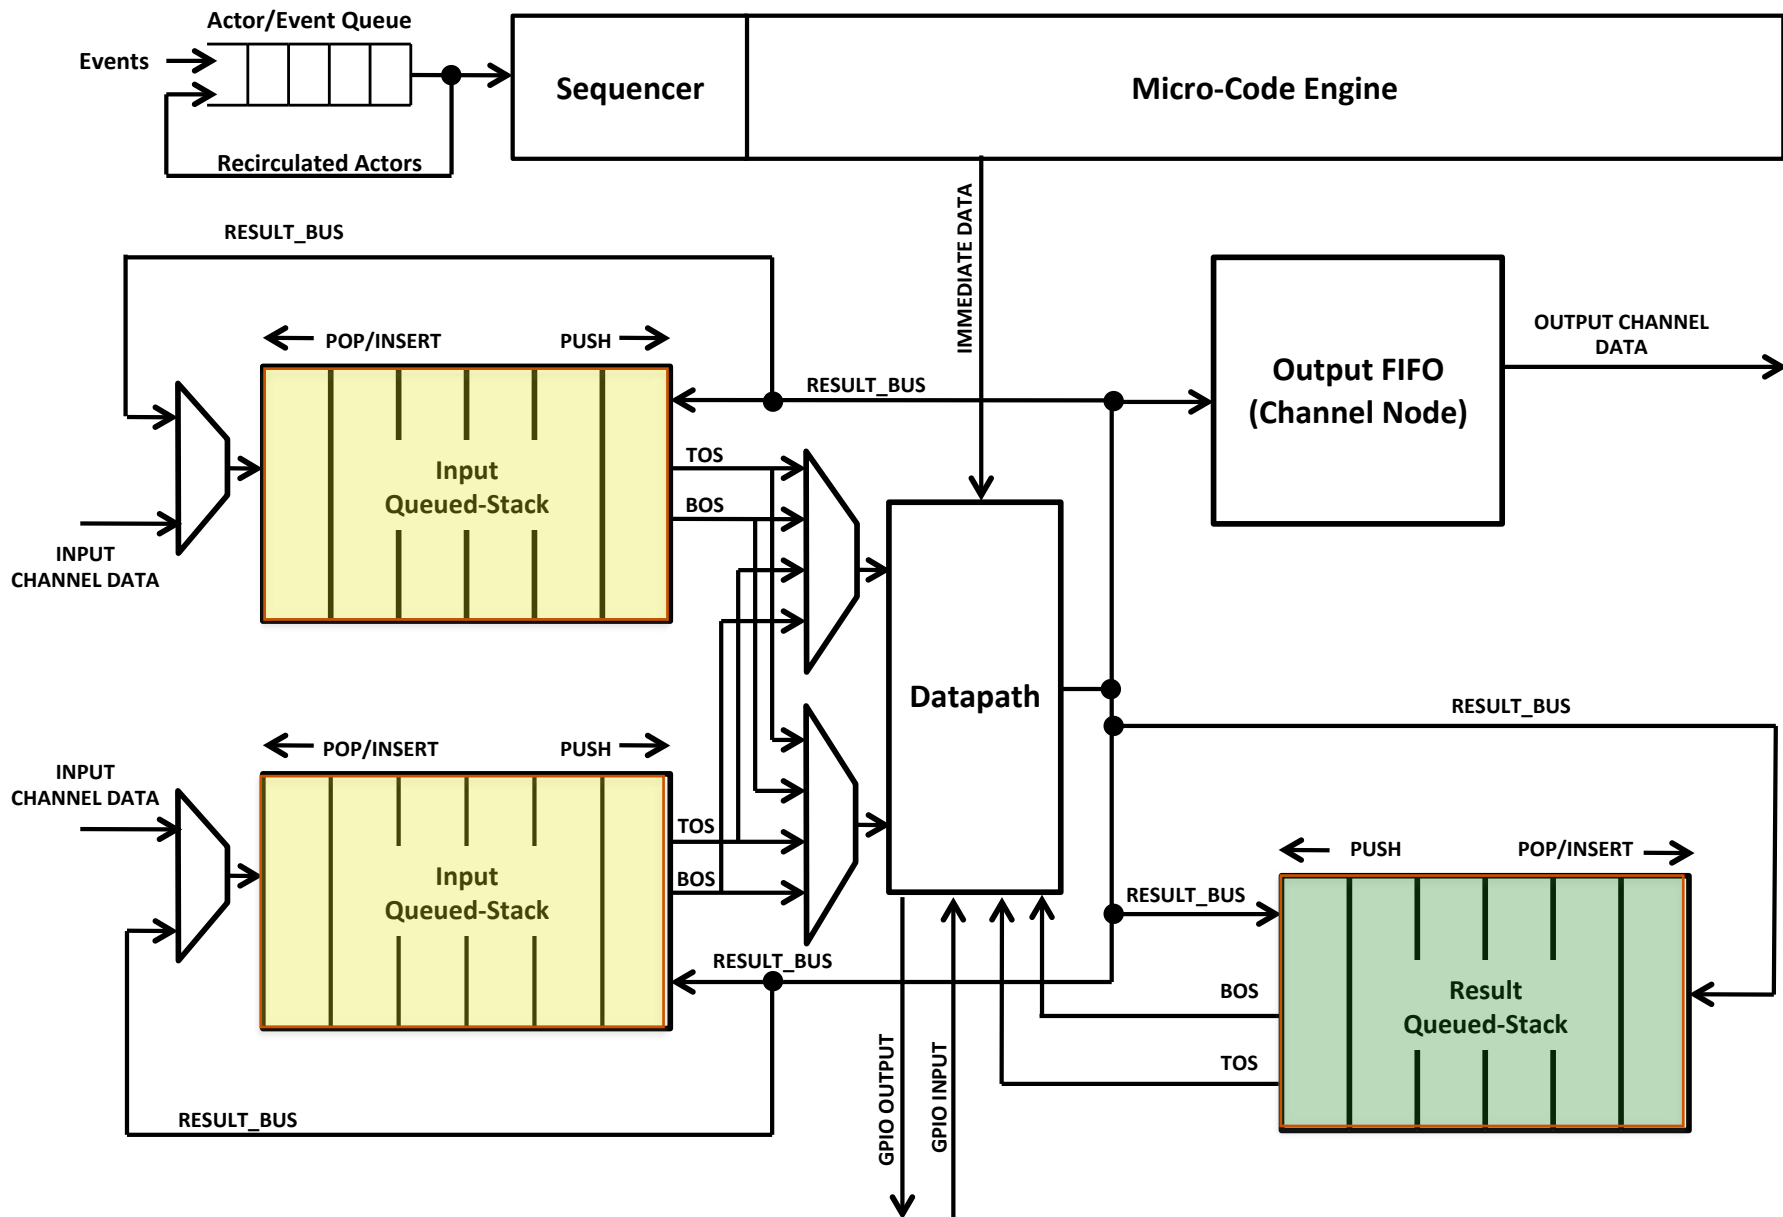 Actor/Event Queue
Events
Recirculated Actors
Sequencer
Micro-Code Engine
IMMEDIATE DATA
RESULT_BUS
POP/INSERT
PUSH
Input
Queued-Stack
TOS
BOS
INPUT
CHANNEL DATA
RESULT_BUS
Output FIFO
(Channel Node)
OUTPUT CHANNEL
DATA
Datapath
RESULT_BUS
INPUT
CHANNEL DATA
POP/INSERT
PUSH
Input
Queued-Stack
TOS
BOS
RESULT_BUS
RESULT_BUS
GPIO OUTPUT
GPIO INPUT
PUSH
POP/INSERT
RESULT_BUS
BOS
TOS
Result
Queued-Stack